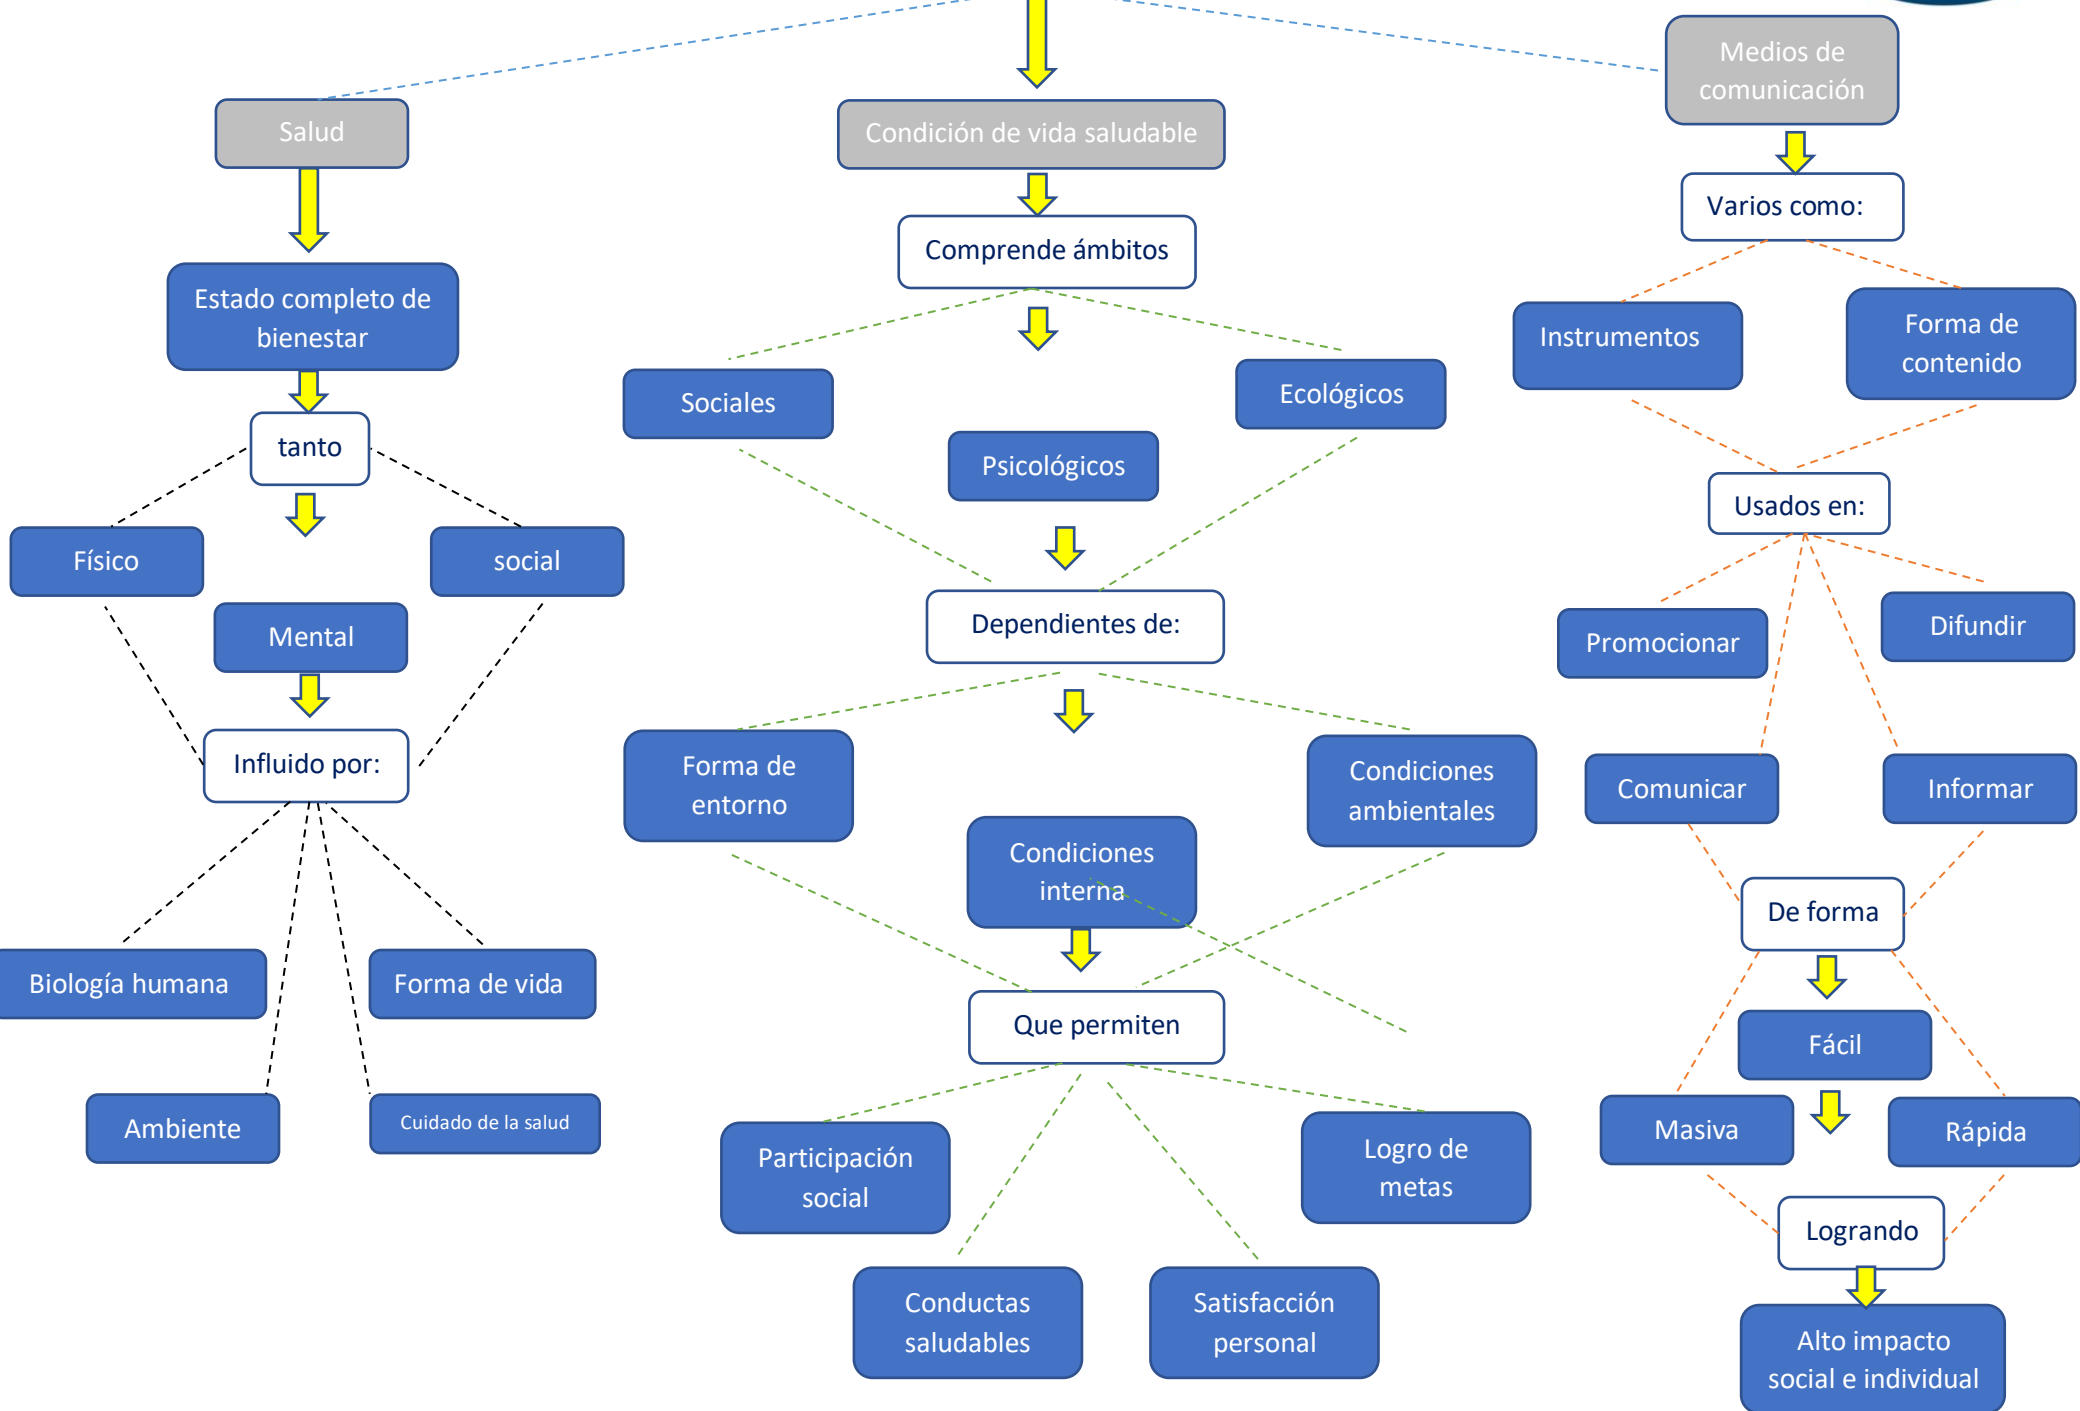 Salud
Estado completo de
bienestar
tanto
Físico
social
Mental
Influido por:
Biología humana
Forma de vida
Ambiente
Cuidado de la salud
Condición de vida saludable
Comprende ámbitos
Sociales
Ecológicos
Psicológicos
Dependientes de:
Forma de
entorno
Condiciones
ambientales
Condiciones
interna
Que permiten
Participación
social
Logro de
metas
Conductas
saludables
Satisfacción
personal
Medios de
comunicación
Varios como:
Instrumentos
Forma de
contenido
Usados en:
Promocionar
Difundir
Comunicar
Informar
De forma
Fácil
Masiva
Rápida
Logrando
Alto impacto
social e individual